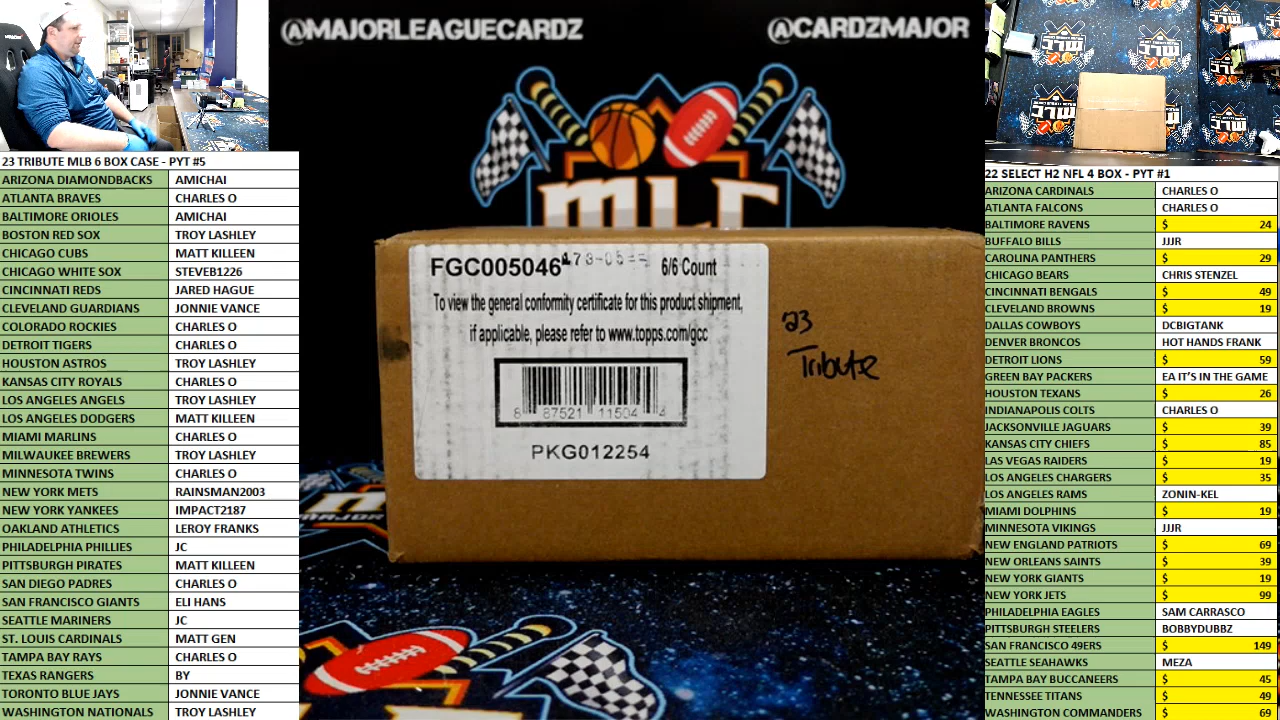 @MAJORLEAGUECARDZ
@CARDZMAJOR
MLC
23 TRIBUTE MLB 6 BOX CASE - PYT #5
ARIZONA DIAMONDBACKS AMICHAI
ATLANTA BRAVES CHARLES O
BALTIMORE ORIOLES AMICHAI
BOSTON RED SOX TROY LASHLEY
CHICAGO CUBS MATT KILLEEN
CHICAGO WHITE SOX STEVEB1226
CINCINNATI REDS JARED HAGUE
CLEVELAND GUARDIANS JONNIE VANCE
COLORADO ROCKIES CHARLES O
DETROIT TIGERS CHARLES O
HOUSTON ASTROS TROY LASHLEY
KANSAS CITY ROYALS CHARLES O
LOS ANGELES ANGELS TROY LASHLEY
LOS ANGELES DODGERS MATT KILLEEN
MIAMI MARLINS CHARLES O
MILWAUKEE BREWERS TROY LASHLEY
MINNESOTA TWINS CHARLES O
NEW YORK METS RAINSMAN2003
NEW YORK YANKEES IMPACT2187
OAKLAND ATHLETICS LEROY FRANKS
PHILADELPHIA PHILLIES JC
PITTSBURGH PIRATES MATT KILLEEN
SAN DIEGO PADRES CHARLES O
SAN FRANCISCO GIANTS ELI HANS
SEATTLE MARINERS JC
ST. LOUIS CARDINALS MATT GEN
TAMPA BAY RAYS CHARLES O
TEXAS RANGERS BY
TORONTO BLUE JAYS JONNIE VANCE
WASHINGTON NATIONALS TROY LASHLEY
FGC005046 6/6 Count
To view the general conformity certificate for this product shipment,
if applicable, please refer to www.topps.com/gcc
8 87521 11504 4
PKG012254
23
Tribute
22 SELECT H2 NFL 4 BOX - PYT #1
ARIZONA CARDINALS CHARLES O
ATLANTA FALCONS CHARLES O
BALTIMORE RAVENS $ 24
BUFFALO BILLS JJJR
CAROLINA PANTHERS $ 29
CHICAGO BEARS CHRIS STENZEL
CINCINNATI BENGALS $ 49
CLEVELAND BROWNS $ 19
DALLAS COWBOYS DCBIGTANK
DENVER BRONCOS HOT HANDS FRANK
DETROIT LIONS $ 59
GREEN BAY PACKERS EA IT'S IN THE GAME
HOUSTON TEXANS $ 26
INDIANAPOLIS COLTS CHARLES O
JACKSONVILLE JAGUARS $ 39
KANSAS CITY CHIEFS $ 85
LAS VEGAS RAIDERS $ 19
LOS ANGELES CHARGERS $ 35
LOS ANGELES RAMS ZONIN-KEL
MIAMI DOLPHINS $ 19
MINNESOTA VIKINGS JJJR
NEW ENGLAND PATRIOTS $ 69
NEW ORLEANS SAINTS $ 39
NEW YORK GIANTS $ 19
NEW YORK JETS $ 99
PHILADELPHIA EAGLES SAM CARRASCO
PITTSBURGH STEELERS BOBBYDUBBZ
SAN FRANCISCO 49ERS $ 149
SEATTLE SEAHAWKS MEZA
TAMPA BAY BUCCANEERS $ 45
TENNESSEE TITANS $ 49
WASHINGTON COMMANDERS $ 69